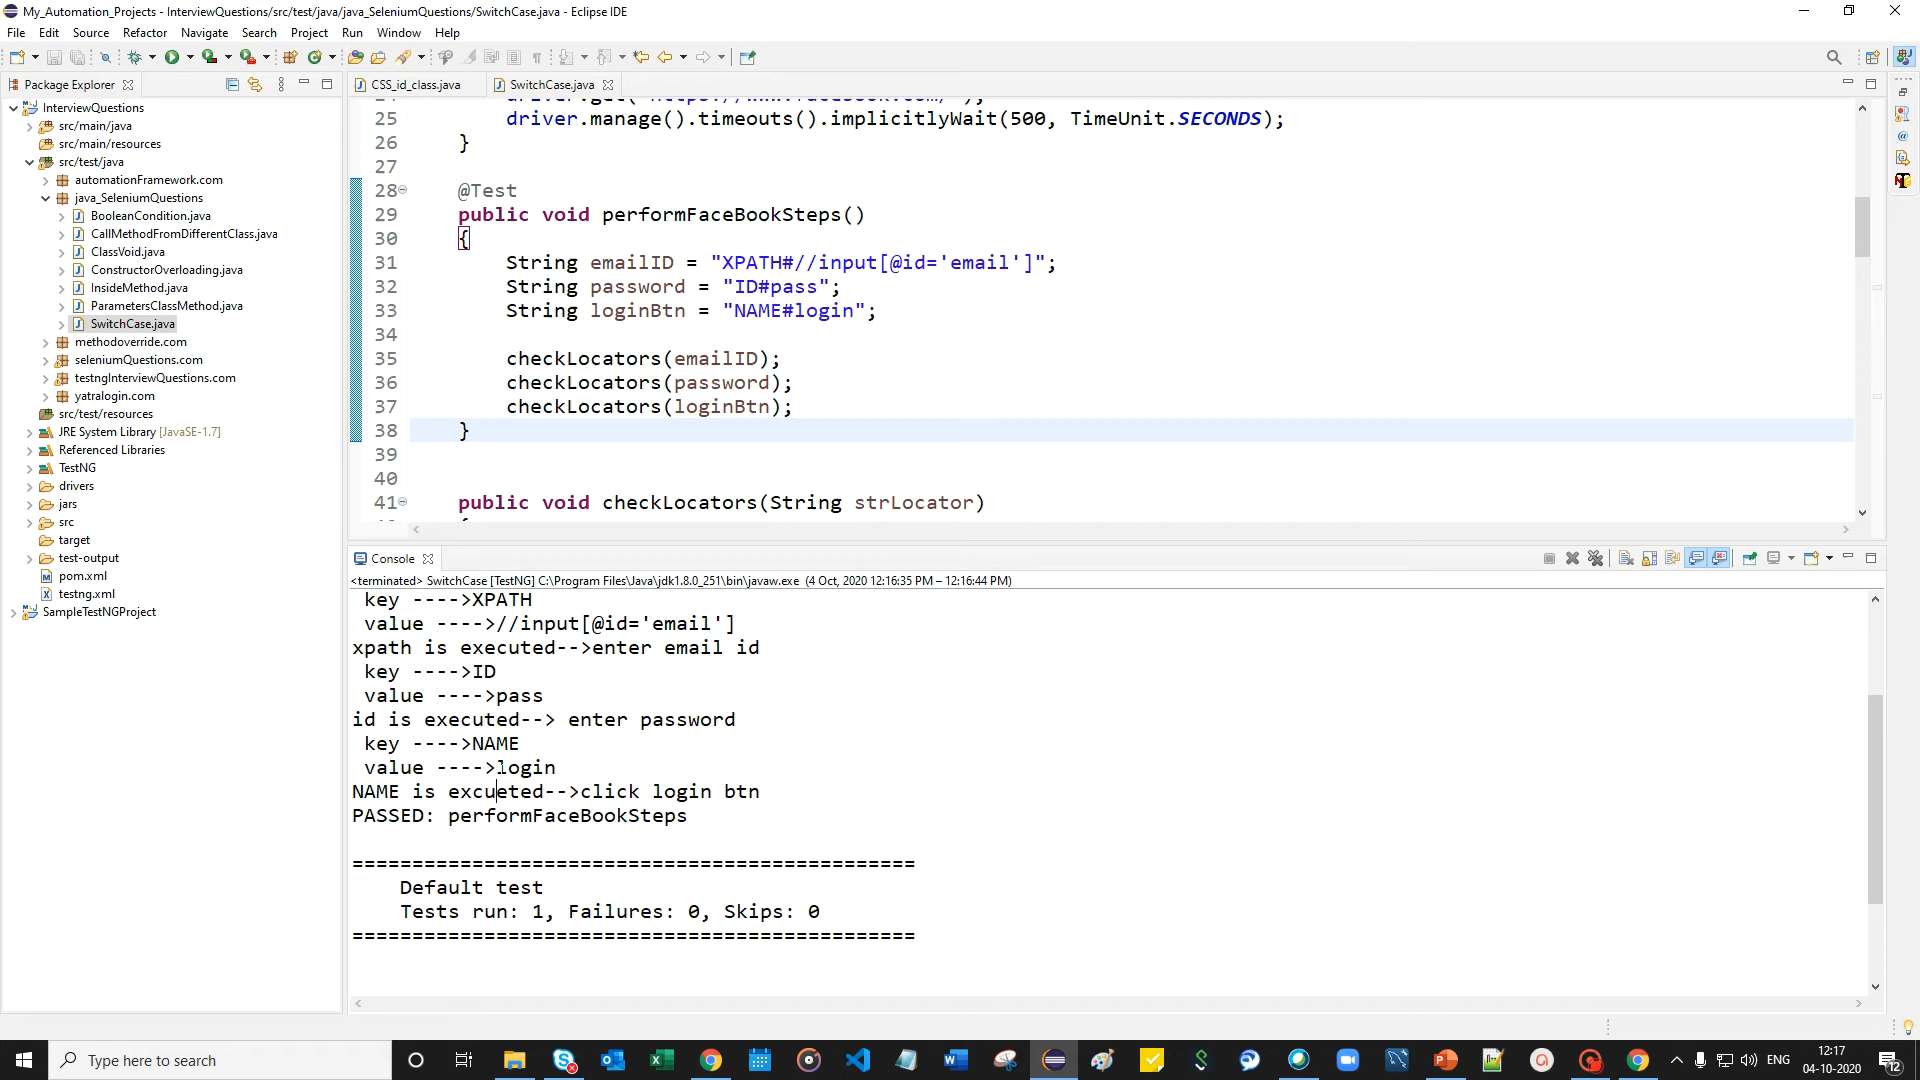 My_Automation_Projects - InterviewQuestions/src/test/java/java_SeleniumQuestions/SwitchCase.java - Eclipse IDE
File Edit Source Refactor Navigate Search Project Run Window Help
Package Explorer
InterviewQuestions
src/main/java
src/main/resources
src/test/java
automationFramework.com
java_SeleniumQuestions
BooleanCondition.java
CallMethodFromDifferentClass.java
ClassVoid.java
ConstructorOverloading.java
InsideMethod.java
ParametersClassMethod.java
SwitchCase.java
methodoverride.com
seleniumQuestions.com
testngInterviewQuestions.com
yatralogin.com
src/test/resources
JRE System Library [JavaSE-1.7]
Referenced Libraries
TestNG
drivers
jars
src
target
test-output
pom.xml
testng.xml
SampleTestNGProject
CSS_id_class.java SwitchCase.java
24 driver.get("https://www.facebook.com/");
25 driver.manage().timeouts().implicitlyWait(500, TimeUnit.SECONDS);
26 }
27
28 @Test
29 public void performFaceBookSteps()
30 {
31 String emailID = "XPATH#//input[@id='email']";
32 String password = "ID#pass";
33 String loginBtn = "NAME#login";
34
35 checkLocators(emailID);
36 checkLocators(password);
37 checkLocators(loginBtn);
38 }
39
40
41 public void checkLocators(String strLocator)
Console
<terminated> SwitchCase [TestNG] C:\Program Files\Java\jdk1.8.0_251\bin\javaw.exe (4 Oct, 2020 12:16:35 PM – 12:16:44 PM)
key ---->XPATH
value ---->//input[@id='email']
xpath is executed-->enter email id
key ---->ID
value ---->pass
id is executed--> enter password
key ---->NAME
value ---->login
NAME is excueted-->click login btn
PASSED: performFaceBookSteps
===============================================
Default test
Tests run: 1, Failures: 0, Skips: 0
===============================================
Type here to search
ENG
12:17
04-10-2020
12